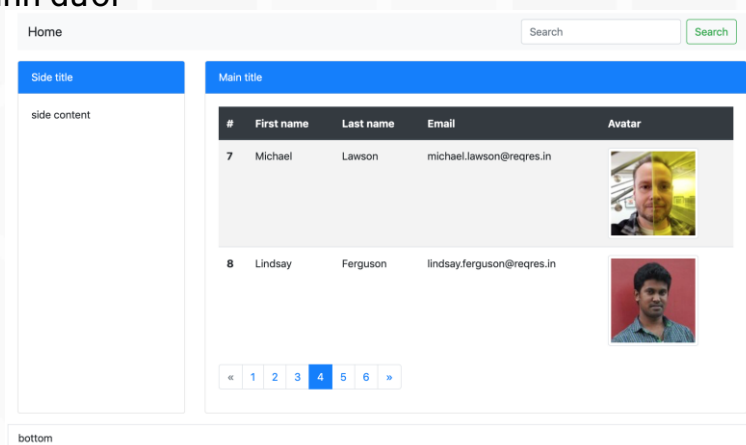 Home Search Search
Side title
side content
Main title
# First name Last name Email Avatar
7 Michael Lawson michael.lawson@reqres.in
8 Lindsay Ferguson lindsay.ferguson@reqres.in
« 1 2 3 4 5 6 »
bottom